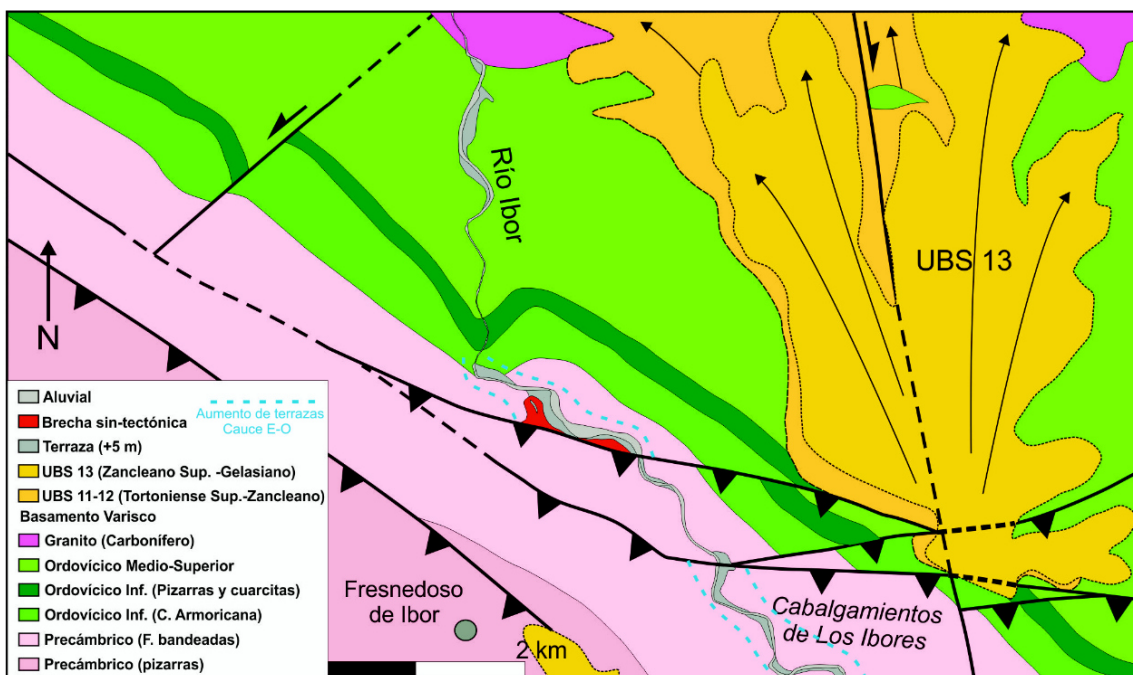 Río Ibor
UBS 13
N
Aluvial
Brecha sin-tectónica
Terraza (+5 m)
UBS 13 (Zancleano Sup. -Gelasiano)
UBS 11-12 (Tortoniense Sup.-Zancleano)
Basamento Varisco
Granito (Carbonífero)
Ordovícico Medio-Superior
Ordovícico Inf. (Pizarras y cuarcitas)
Ordovícico Inf. (C. Armoricana)
Precámbrico (F. bandeadas)
Precámbrico (pizarras)
Aumento de terrazas
Cauce E-O
Fresnedoso
de Ibor
2 km
Cabalgamientos
de Los Ibores